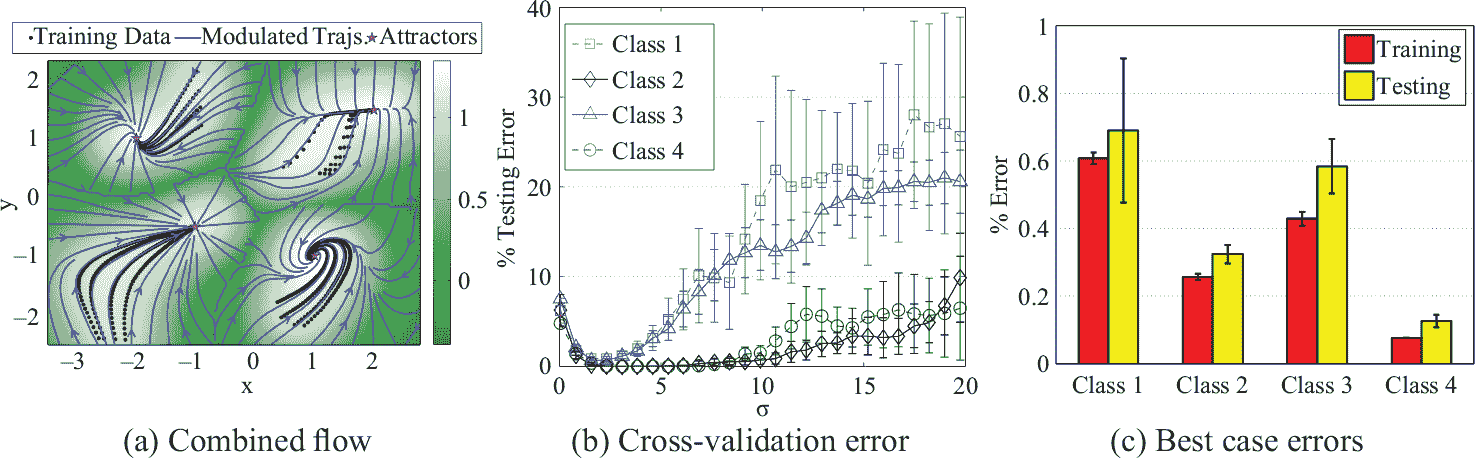 Training Data Modulated Trajs. Attractors
2
1
0
−1
−2
y
−3
−2
−1
0
1
2
x
1
0.5
0
(a) Combined flow
40
30
20
10
0
% Testing Error
Class 1
Class 2
Class 3
Class 4
0
5
10
15
20
σ
(b) Cross-validation error
1
0.8
0.6
0.4
0.2
0
% Error
Training
Testing
Class 1
Class 2
Class 3
Class 4
(c) Best case errors